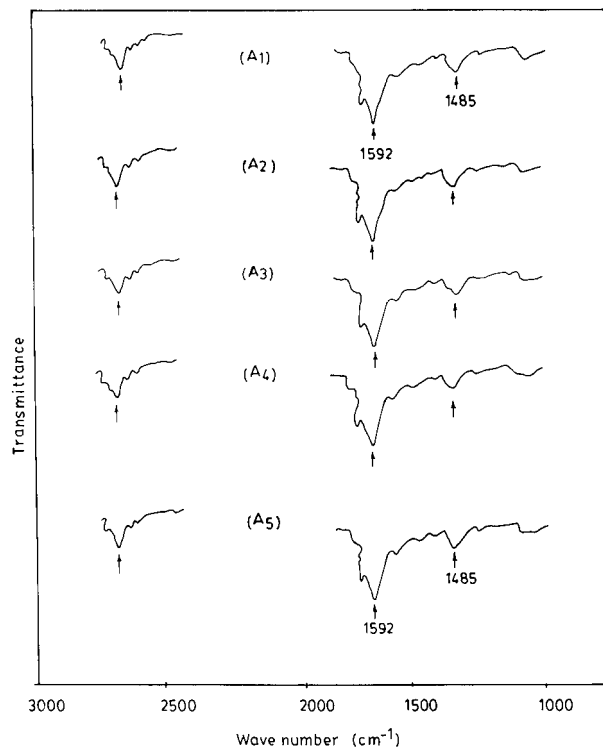 (A1)
1485
1592
(A2)
(A3)
(A4)
(A5)
1485
1592
Transmittance
3000 2500 2000 1500 1000
Wave number (cm⁻¹)